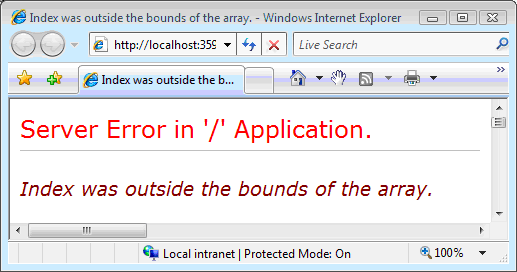 Index was outside the bounds of the array. - Windows Internet Explorer
http://localhost:359
Live Search
Index was outside the b...
Server Error in '/' Application.
Index was outside the bounds of the array.
Local intranet | Protected Mode: On
100%